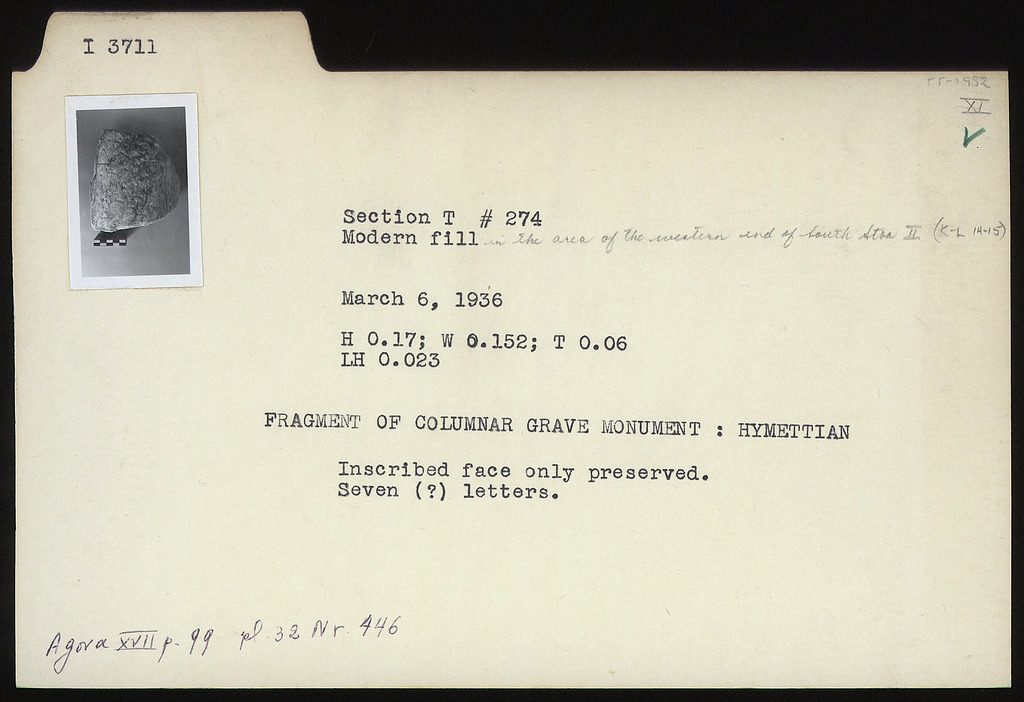 I 3711
1952
XI
Section T # 274
Modern fill in the area of the western end of South Stoa II (K-L 14-15)
March 6, 1936
H 0.17; W 0.152; T 0.06
LH 0.023
FRAGMENT OF COLUMNAR GRAVE MONUMENT : HYMETTIAN
Inscribed face only preserved.
Seven (?) letters.
Agora XVII p. 99 pl. 32 Nr 446